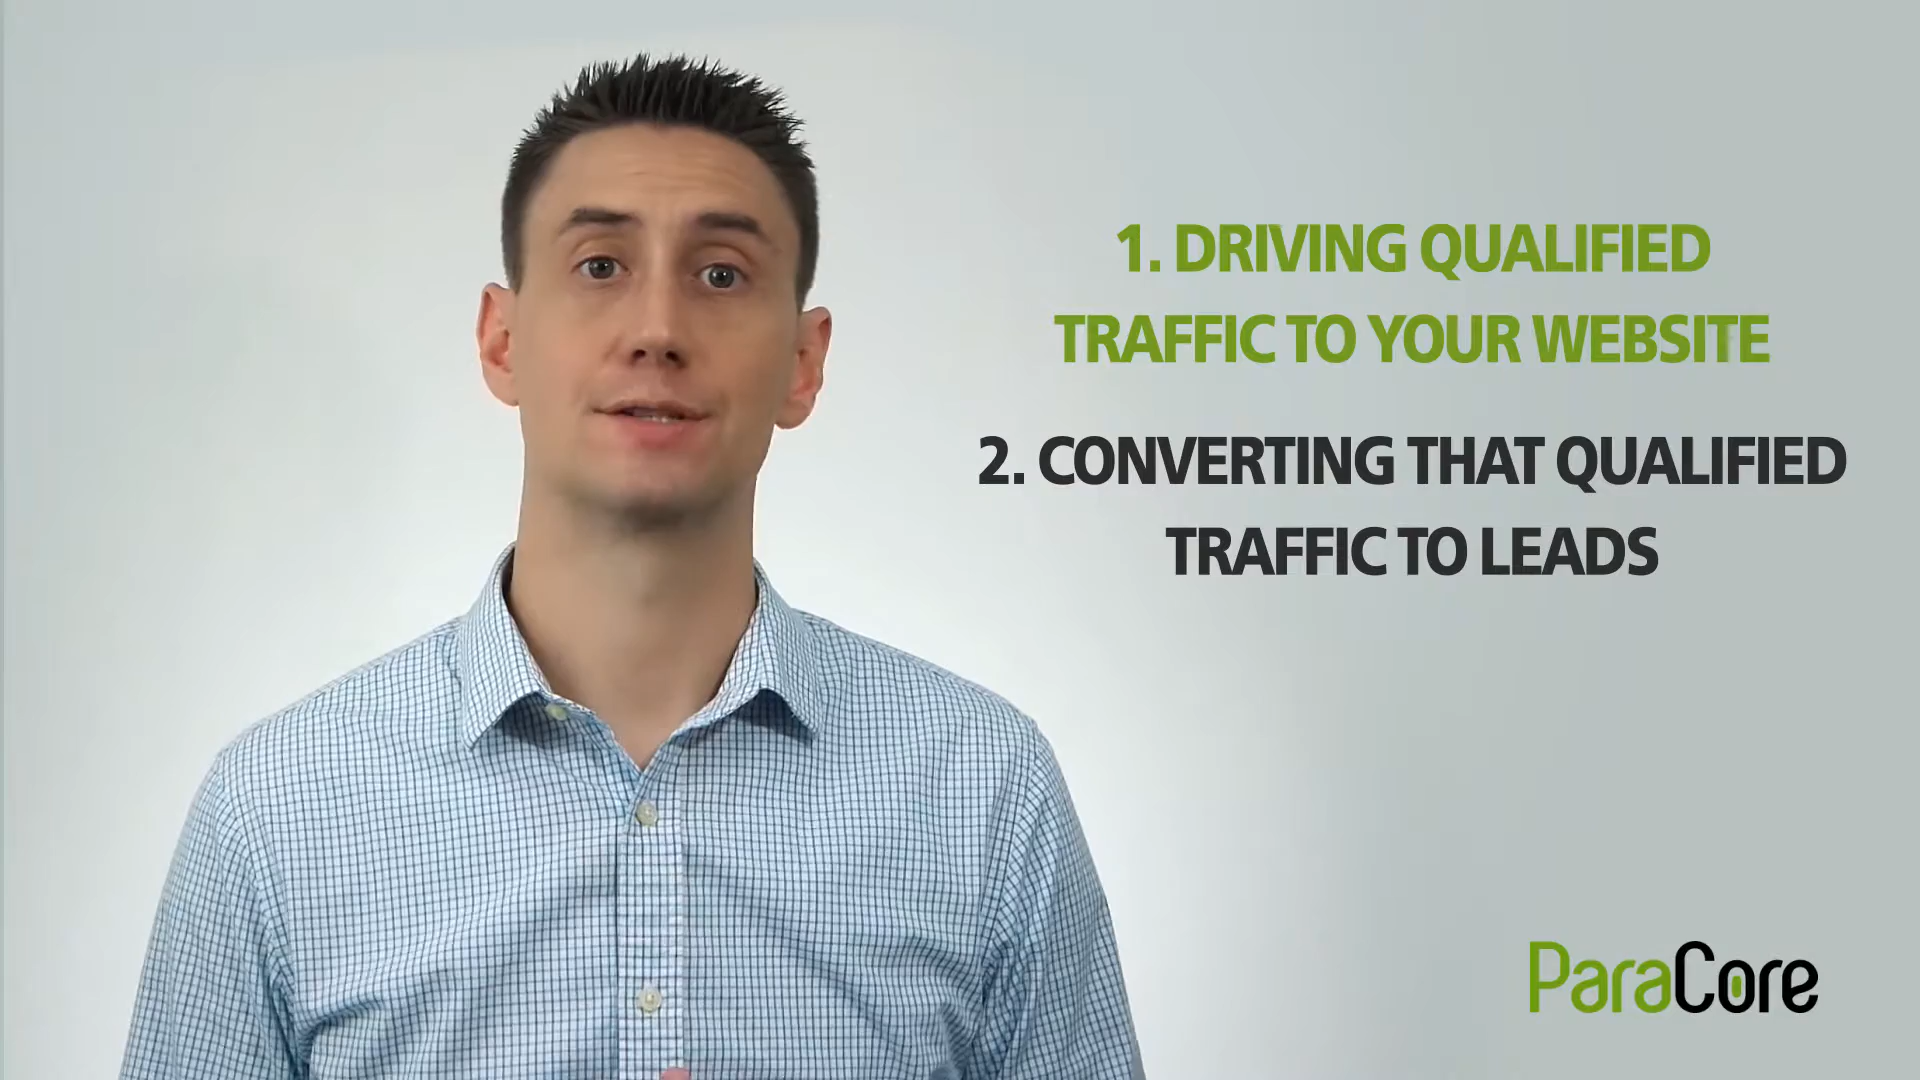 1. DRIVING QUALIFIED
TRAFFIC TO YOUR WEBSITE
2. CONVERTING THAT QUALIFIED
TRAFFIC TO LEADS
ParaCore